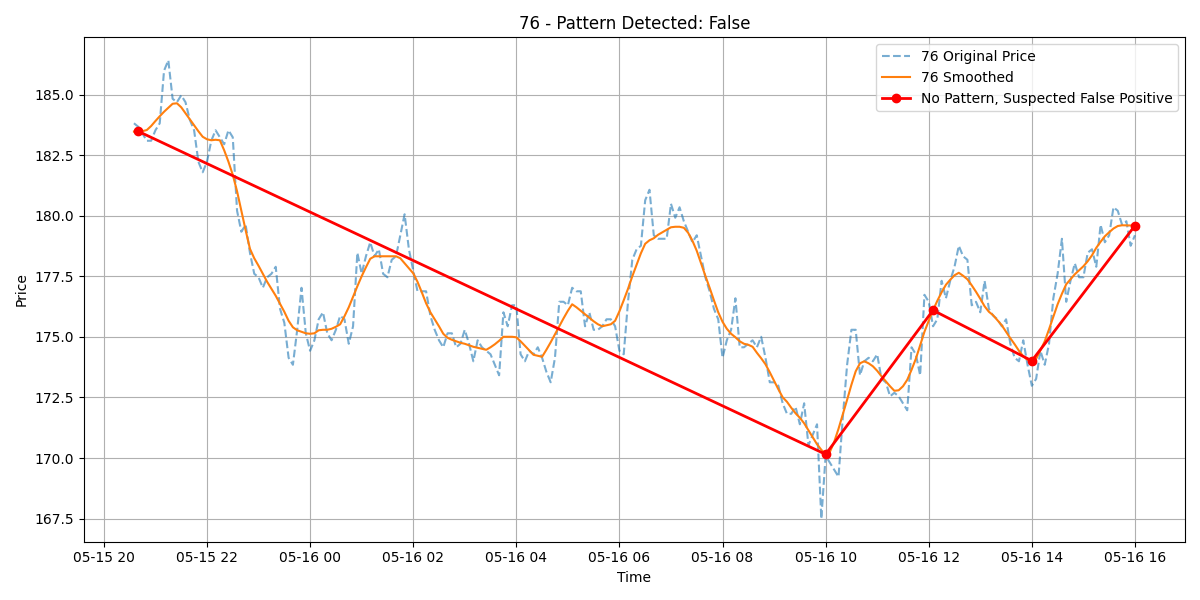 76 - Pattern Detected: False
76 Original Price
76 Smoothed
No Pattern, Suspected False Positive
Price
185.0
182.5
180.0
177.5
175.0
172.5
170.0
167.5
05-15 20 05-15 22 05-16 00 05-16 02 05-16 04 05-16 06 05-16 08 05-16 10 05-16 12 05-16 14 05-16 16
Time